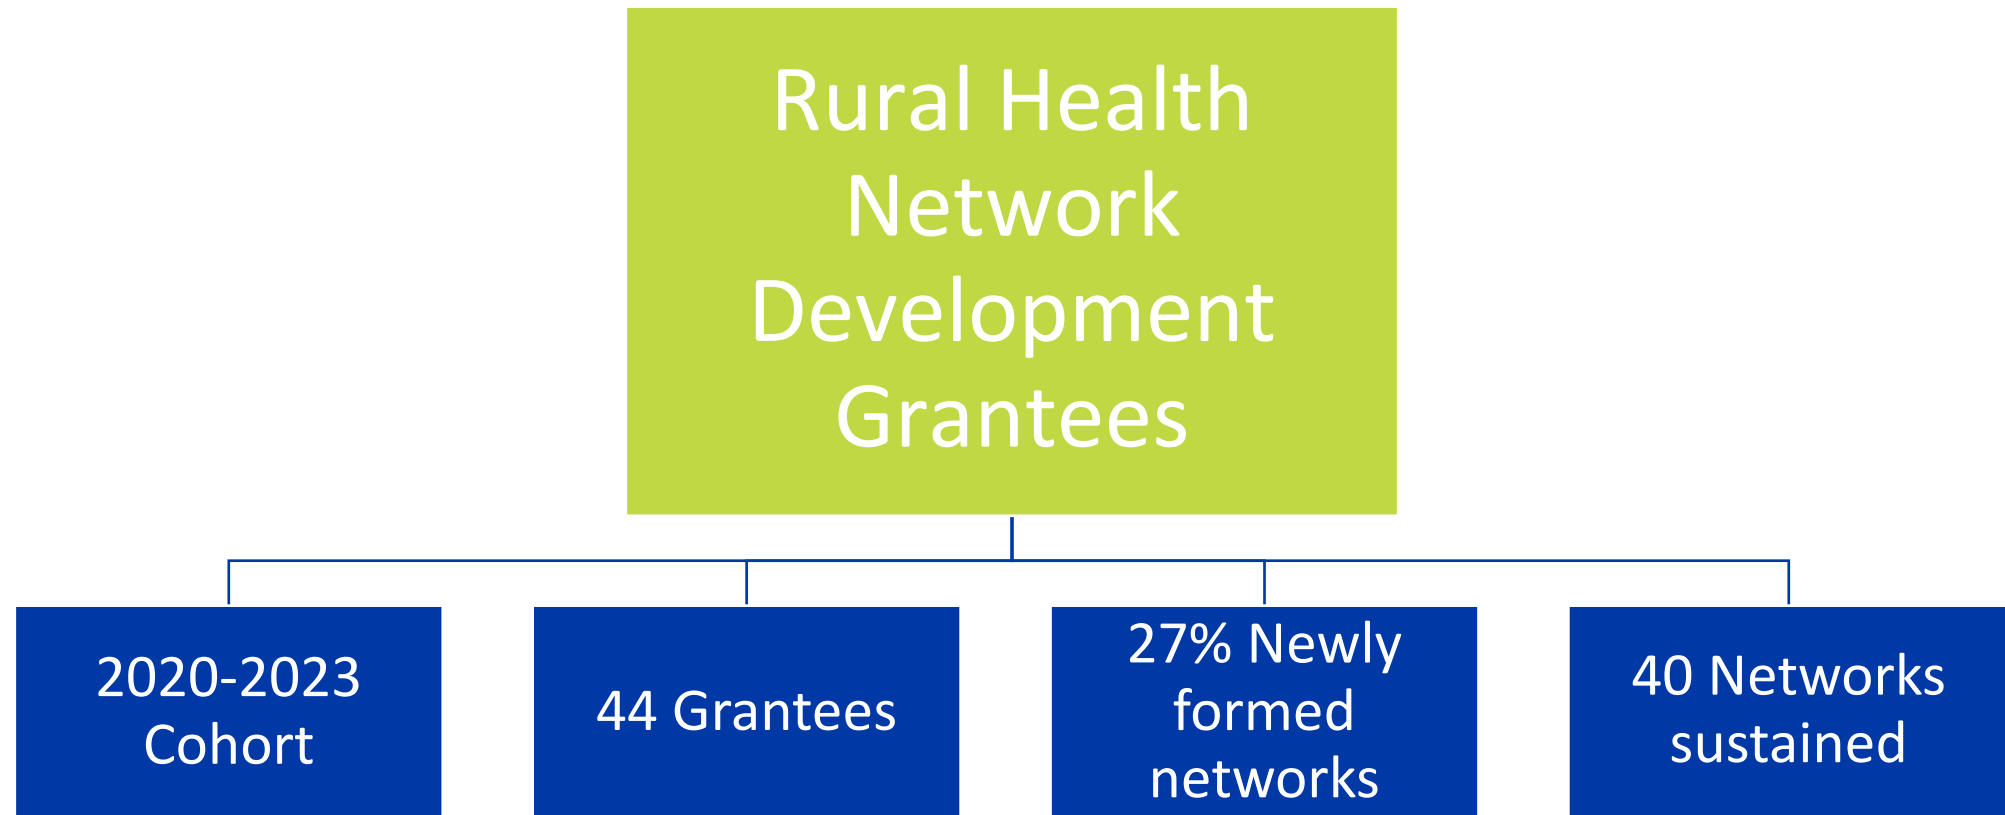 Rural Health
Network
Development
Grantees
2020-2023
Cohort
44 Grantees
27% Newly
formed
networks
40 Networks
sustained